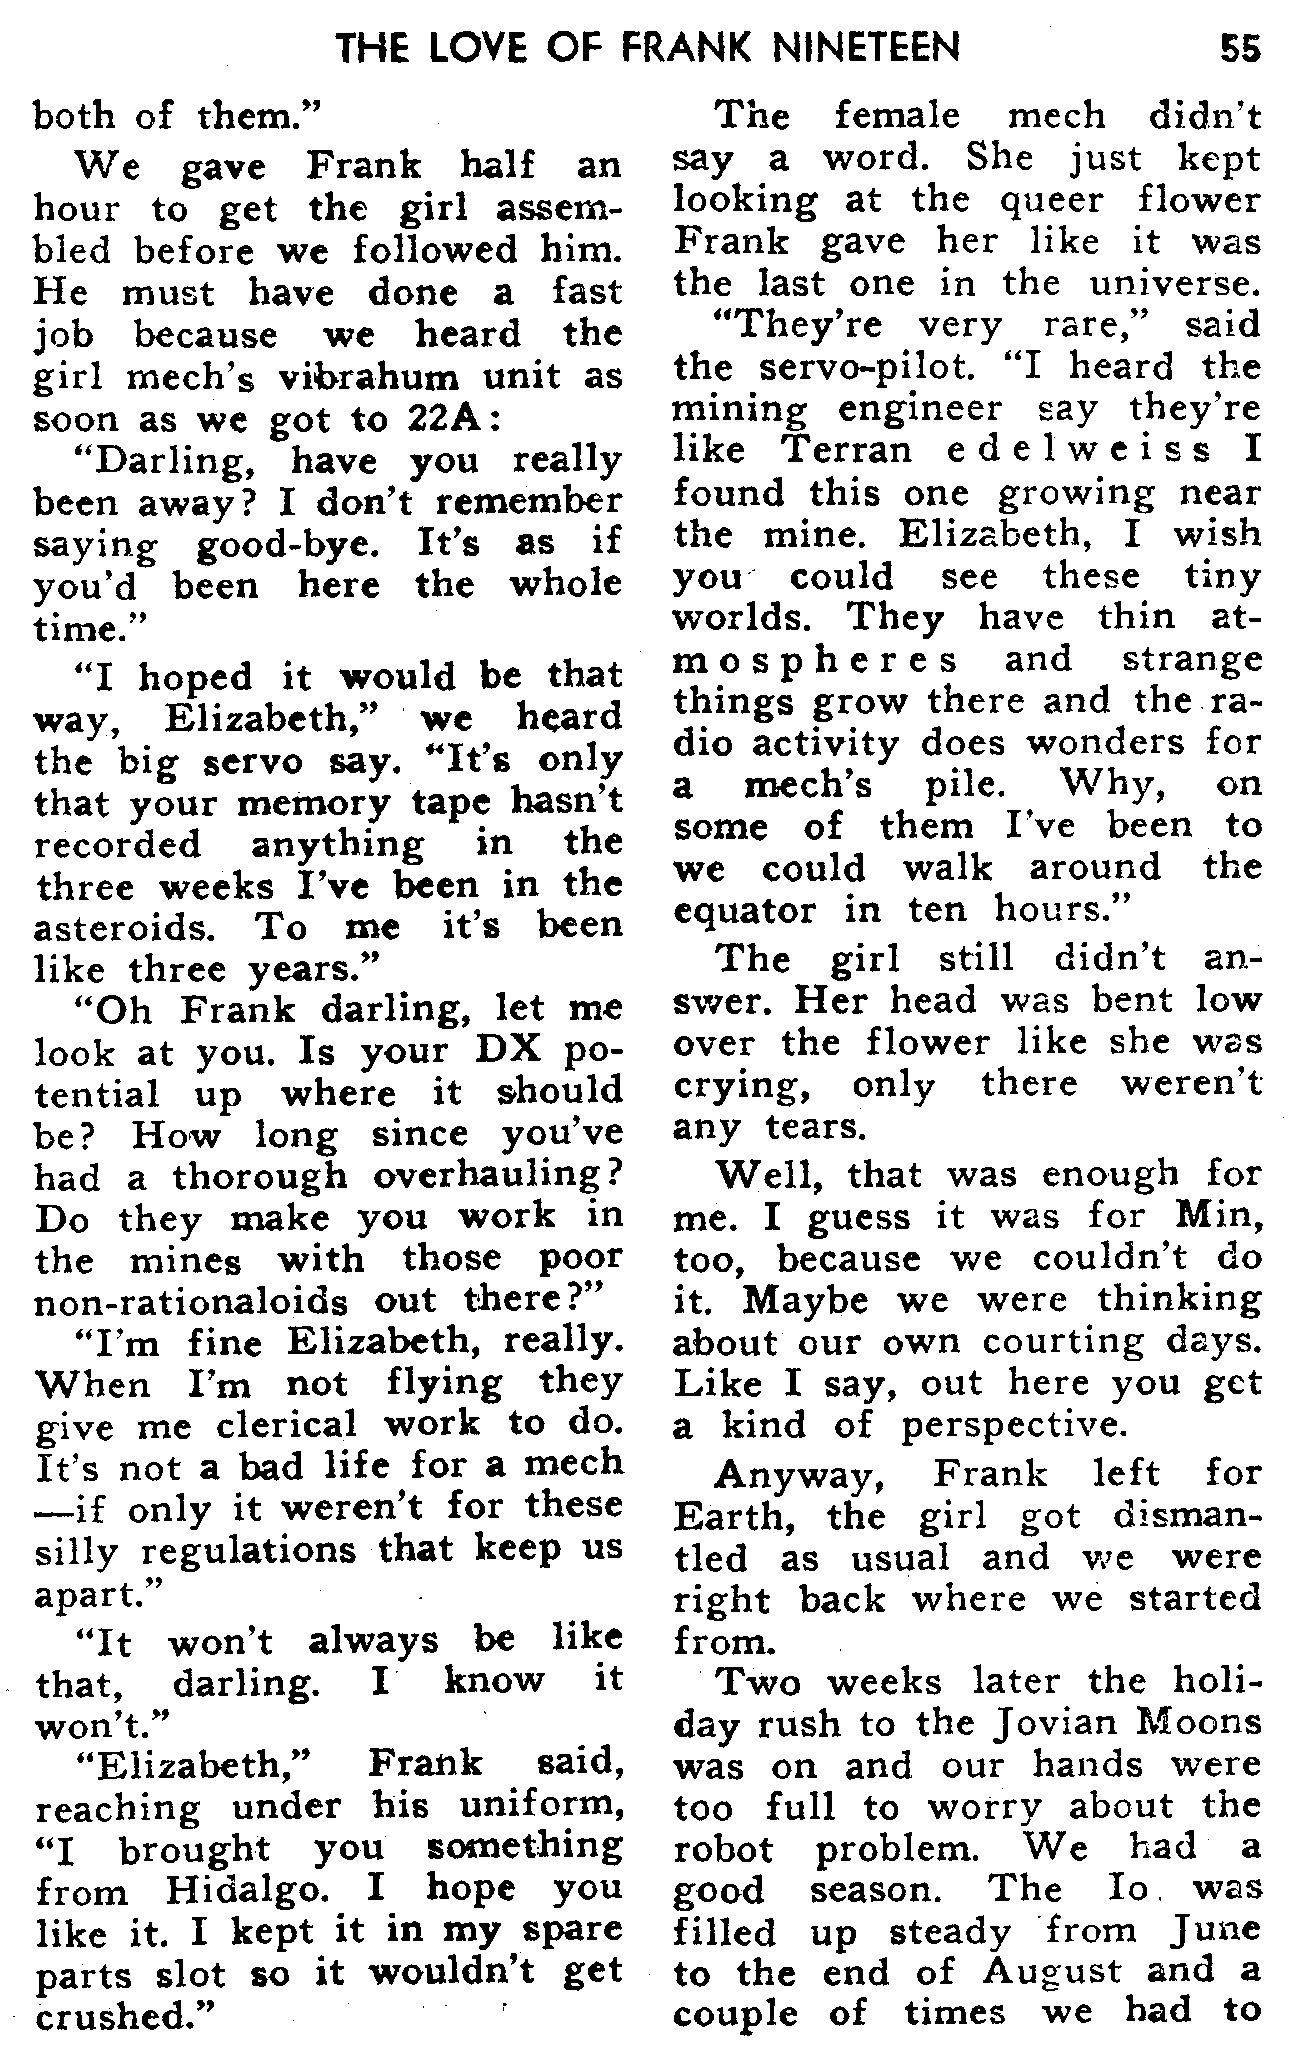 THE LOVE OF FRANK NINETEEN 55
both of them."
We gave Frank half an
hour to get the girl assem-
bled before we followed him.
He must have done a fast
job because we heard the
girl mech's vibrahum unit as
soon as we got to 22A:
"Darling, have you really
been away? I don't remember
saying good-bye. It's as if
you'd been here the whole
time."
"I hoped it would be that
way, Elizabeth," we heard
the big servo say. "It's only
that your memory tape hasn't
recorded anything in the
three weeks I've been in the
asteroids. To me it's been
like three years."
"Oh Frank darling, let me
look at you. Is your DX po-
tential up where it should
be? How long since you've
had a thorough overhauling?
Do they make you work in
the mines with those poor
non-rationaloids out there?"
"I'm fine Elizabeth, really.
When I'm not flying they
give me clerical work to do.
It's not a bad life for a mech
—if only it weren't for these
silly regulations that keep us
apart."
"It won't always be like
that, darling. I know it
won't."
"Elizabeth," Frank said,
reaching under his uniform,
"I brought you something
from Hidalgo. I hope you
like it. I kept it in my spare
parts slot so it wouldn't get
crushed."
The female mech didn't
say a word. She just kept
looking at the queer flower
Frank gave her like it was
the last one in the universe.
"They're very rare," said
the servo-pilot. "I heard the
mining engineer say they're
like Terran edelweiss I
found this one growing near
the mine. Elizabeth, I wish
you could see these tiny
worlds. They have thin at-
mospheres and strange
things grow there and the ra-
dio activity does wonders for
a mech's pile. Why, on
some of them I've been to
we could walk around the
equator in ten hours."
The girl still didn't an-
swer. Her head was bent low
over the flower like she was
crying, only there weren't
any tears.
Well, that was enough for
me. I guess it was for Min,
too, because we couldn't do
it. Maybe we were thinking
about our own courting days.
Like I say, out here you get
a kind of perspective.
Anyway, Frank left for
Earth, the girl got disman-
tled as usual and we were
right back where we started
from.
Two weeks later the holi-
day rush to the Jovian Moons
was on and our hands were
too full to worry about the
robot problem. We had a
good season. The Io was
filled up steady from June
to the end of August and a
couple of times we had to